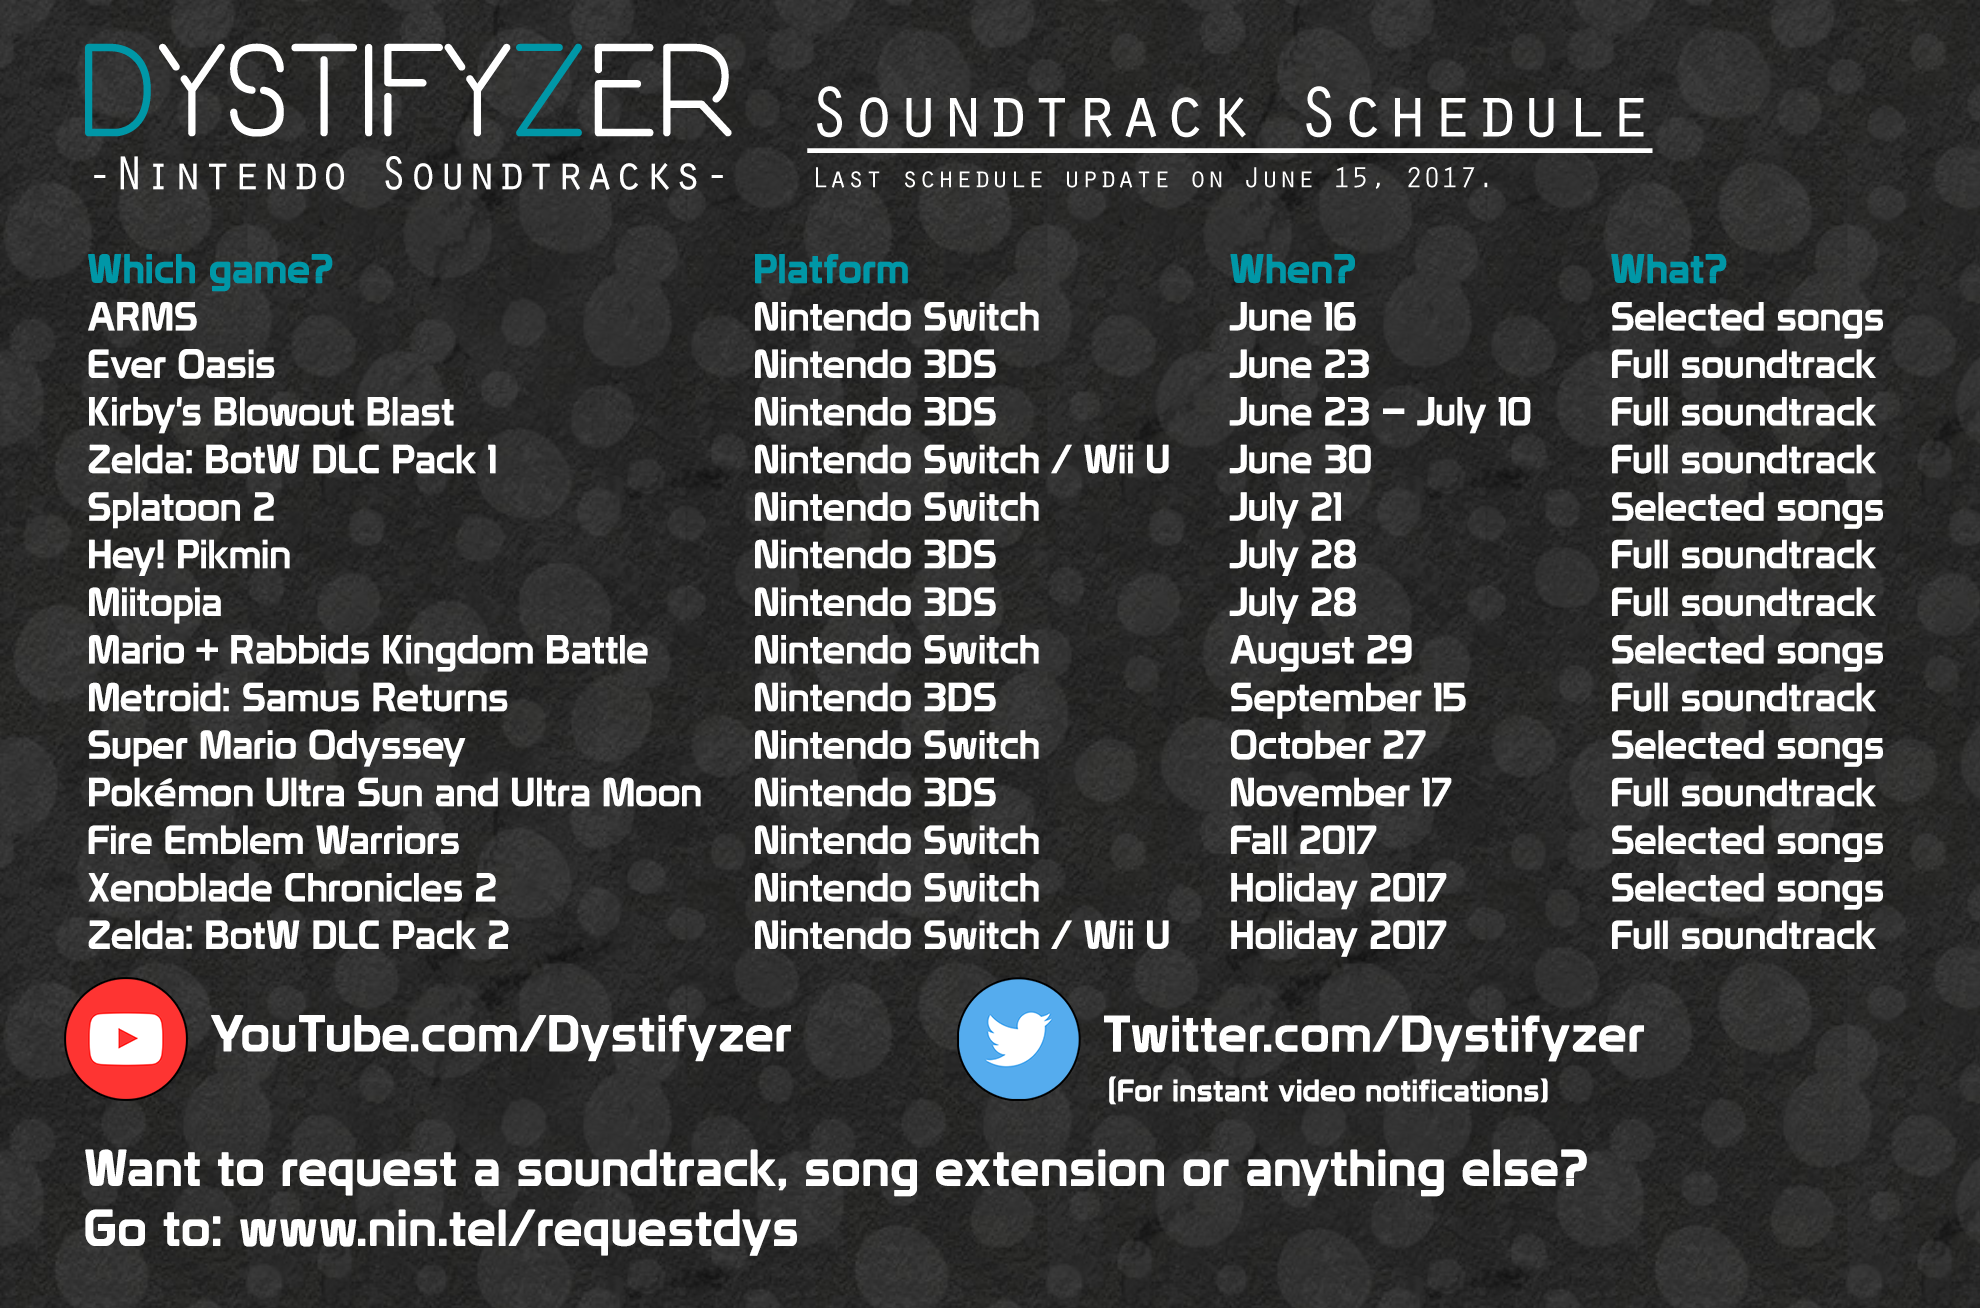 DYSTIFYZER
-Nintendo Soundtracks-
Soundtrack Schedule
Last schedule update on June 15, 2017.
Which game? Platform When? What?
ARMS Nintendo Switch June 16 Selected songs
Ever Oasis Nintendo 3DS June 23 Full soundtrack
Kirby's Blowout Blast Nintendo 3DS June 23 – July 10 Full soundtrack
Zelda: BotW DLC Pack 1 Nintendo Switch / Wii U June 30 Full soundtrack
Splatoon 2 Nintendo Switch July 21 Selected songs
Hey! Pikmin Nintendo 3DS July 28 Full soundtrack
Miitopia Nintendo 3DS July 28 Full soundtrack
Mario + Rabbids Kingdom Battle Nintendo Switch August 29 Selected songs
Metroid: Samus Returns Nintendo 3DS September 15 Full soundtrack
Super Mario Odyssey Nintendo Switch October 27 Selected songs
Pokémon Ultra Sun and Ultra Moon Nintendo 3DS November 17 Full soundtrack
Fire Emblem Warriors Nintendo Switch Fall 2017 Selected songs
Xenoblade Chronicles 2 Nintendo Switch Holiday 2017 Selected songs
Zelda: BotW DLC Pack 2 Nintendo Switch / Wii U Holiday 2017 Full soundtrack
YouTube.com/Dystifyzer
Twitter.com/Dystifyzer
(For instant video notifications)
Want to request a soundtrack, song extension or anything else?
Go to: www.nin.tel/requestdys